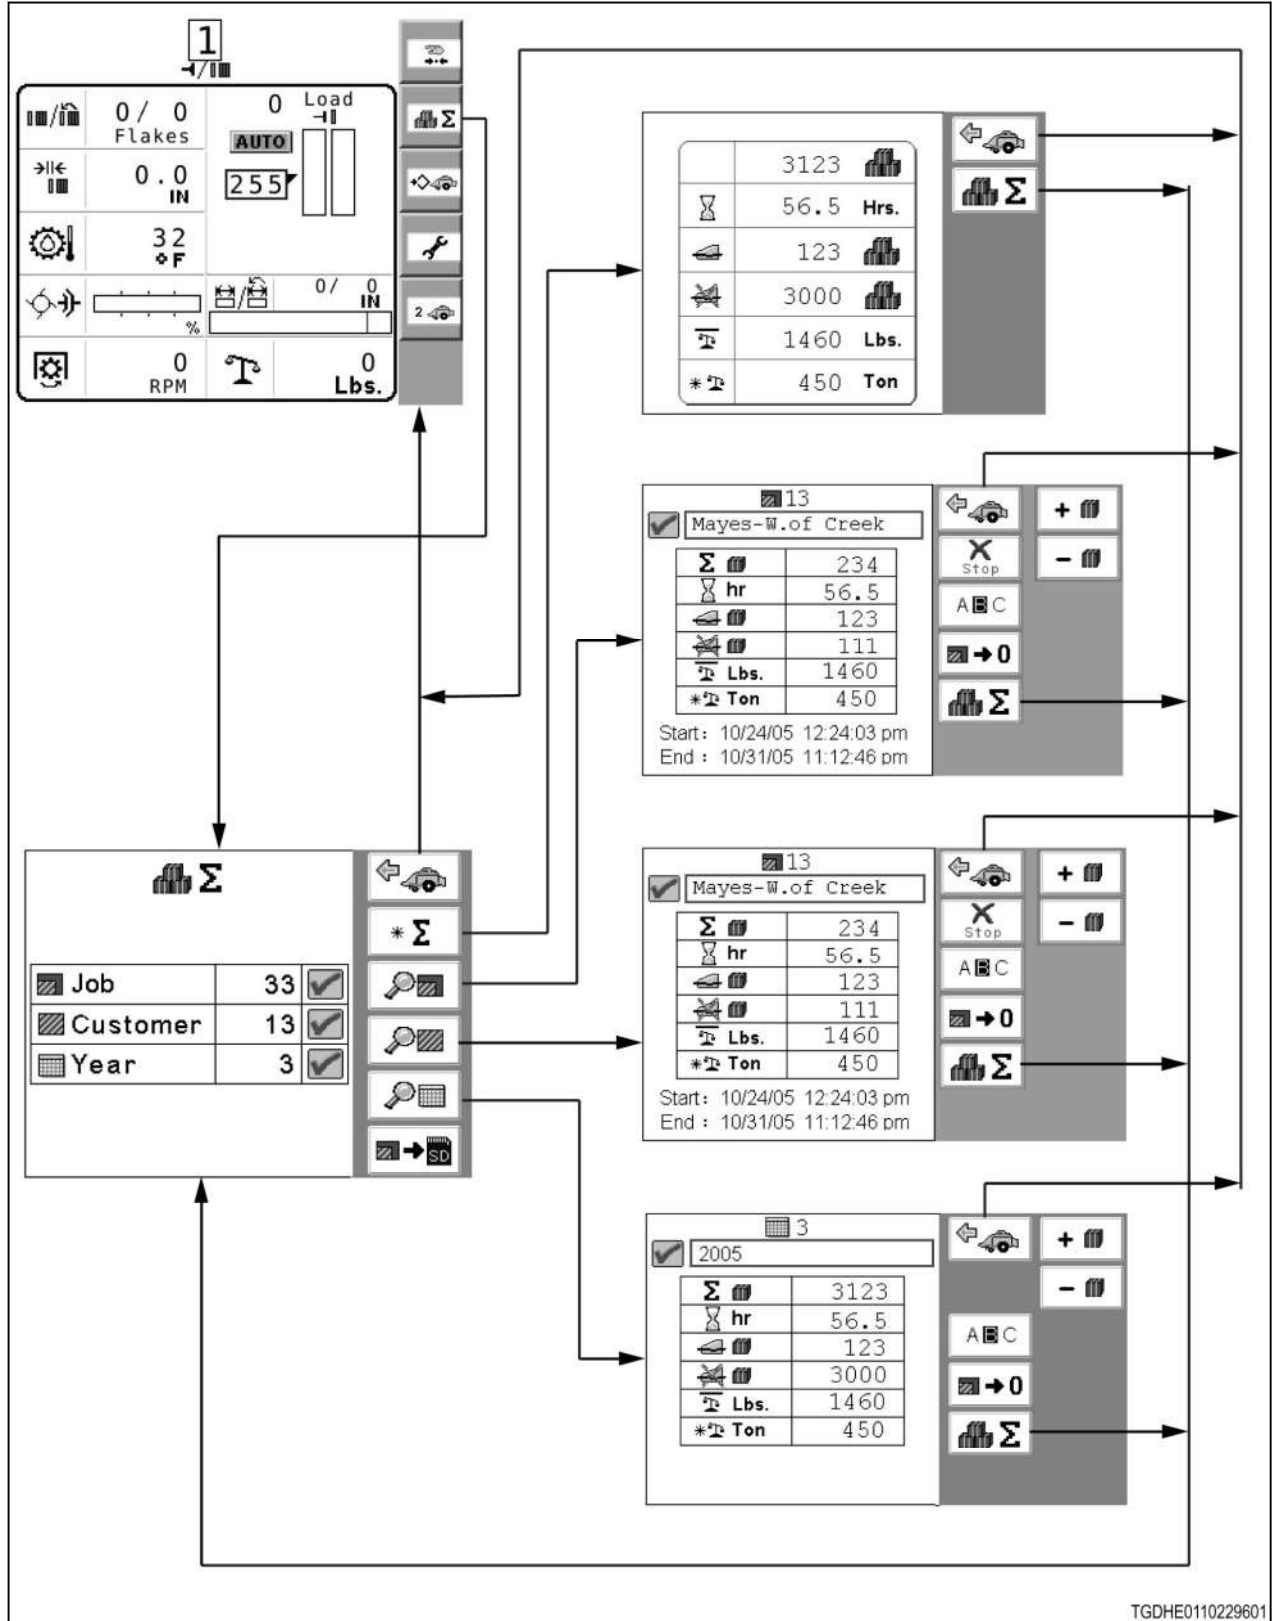 1
0/ 0
Flakes
0 Load
AUTO
255
0.0
IN
32
°F
0/ 0
IN
%
0
RPM
0
Lbs.
Σ
2
3123
56.5 Hrs.
123
3000
1460 Lbs.
* 450 Ton
Σ
13
Mayes-W.of Creek
Σ 234
hr 56.5
123
111
Lbs. 1460
* Ton 450
Start: 10/24/05 12:24:03 pm
End : 10/31/05 11:12:46 pm
Stop
ABC
0
Σ
+
-
Σ
Job 33
Customer 13
Year 3
* Σ
SD
13
Mayes-W.of Creek
Σ 234
hr 56.5
123
111
Lbs. 1460
* Ton 450
Start: 10/24/05 12:24:03 pm
End : 10/31/05 11:12:46 pm
Stop
ABC
0
Σ
+
-
3
2005
Σ 3123
hr 56.5
123
3000
Lbs. 1460
* Ton 450
ABC
0
Σ
+
-
TGDHE0110229601